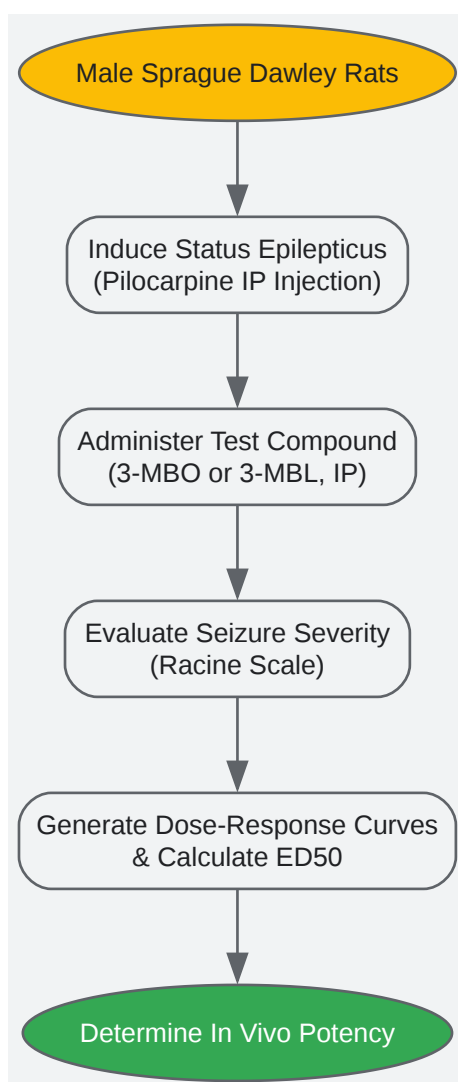 Male Sprague Dawley Rats
Induce Status Epilepticus
(Pilocarpine IP Injection)
Administer Test Compound
(3-MBO or 3-MBL, IP)
Evaluate Seizure Severity
(Racine Scale)
Generate Dose-Response Curves
& Calculate ED50
Determine In Vivo Potency